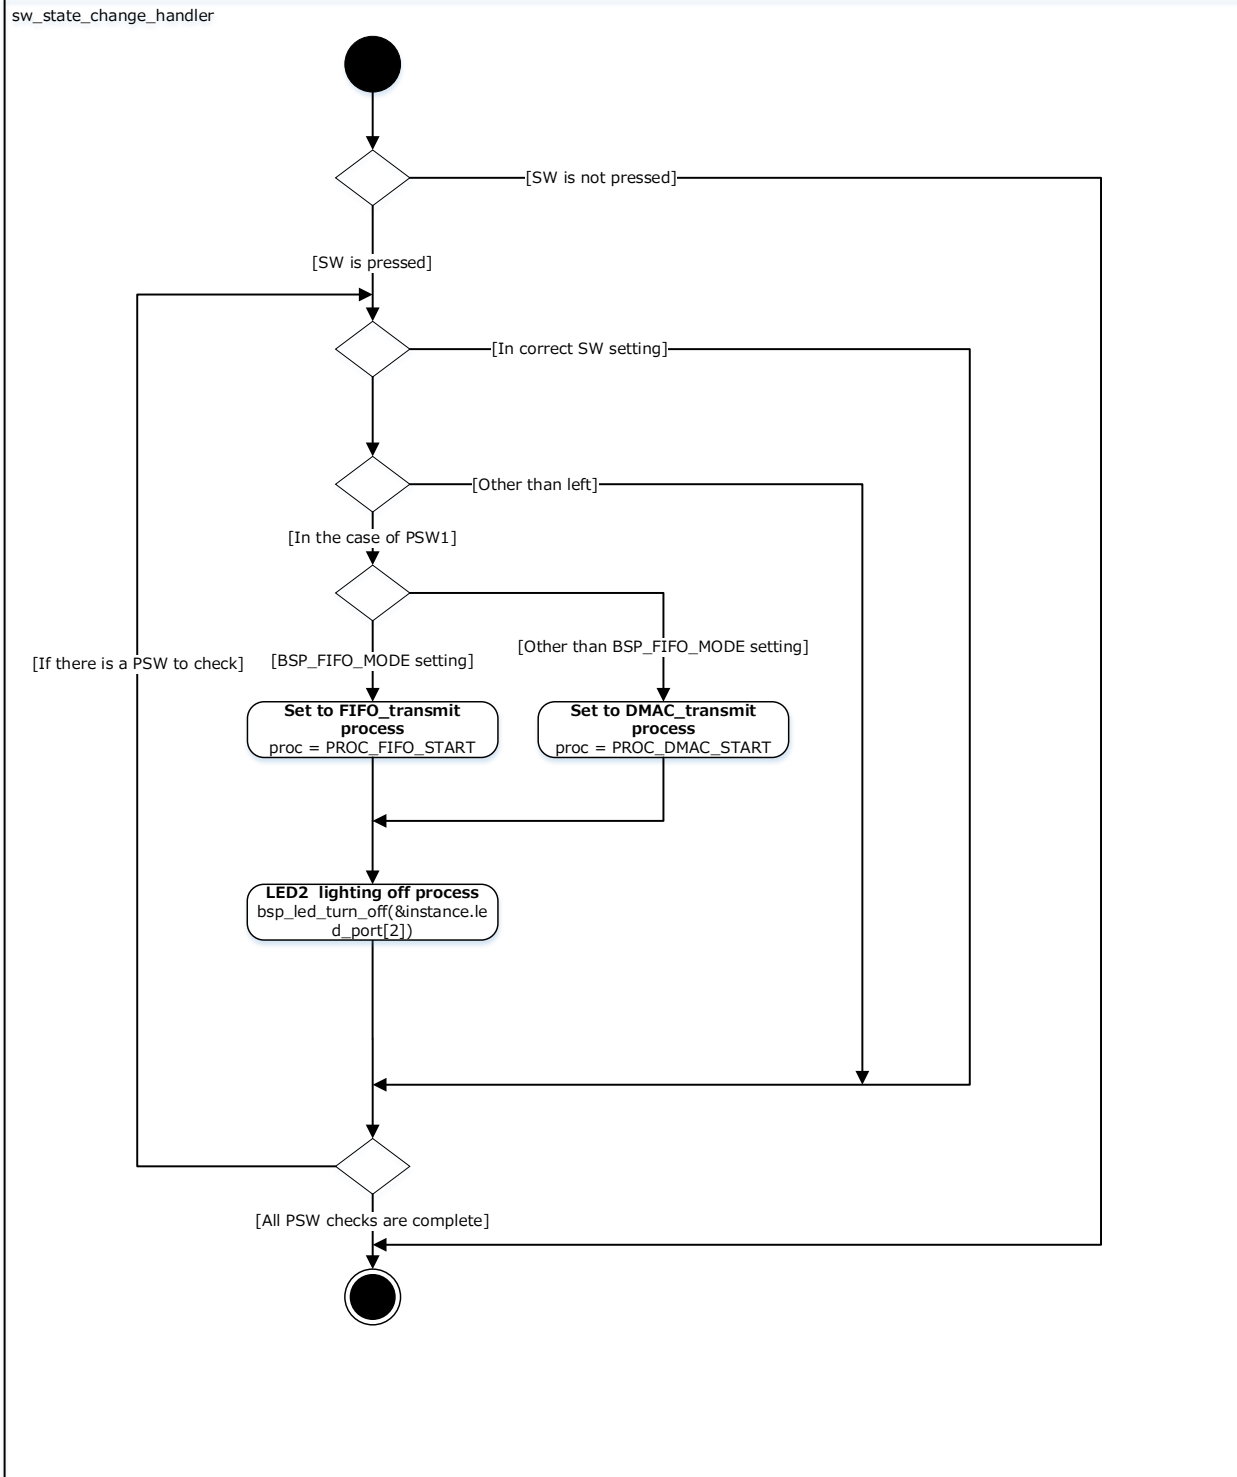 sw_state_change_handler
[SW is not pressed]
[SW is pressed]
[In correct SW setting]
[Other than left]
[In the case of PSW1]
[Other than BSP_FIFO_MODE setting]
[If there is a PSW to check]
[BSP_FIFO_MODE setting]
Set to FIFO_transmit
process
proc = PROC_FIFO_START
Set to DMAC_transmit
process
proc = PROC_DMAC_START
LED2  lighting off process
bsp_led_turn_off(&instance.le
d_port[2])
[All PSW checks are complete]